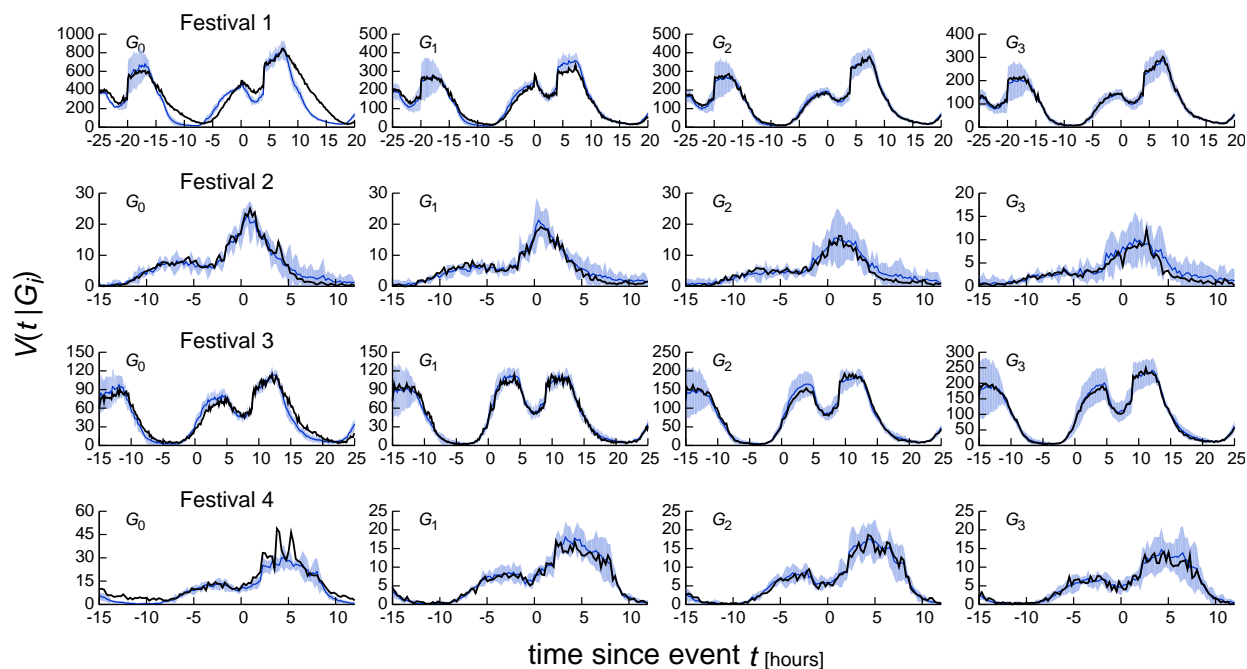 Festival 1
G0 G1 G2 G3
1000 800 600 400 200 0
500 400 300 200 100 0
500 400 300 200 100 0
400 300 200 100 0
-25 -20 -15 -10 -5 0 5 10 15 20
-25 -20 -15 -10 -5 0 5 10 15 20
-25 -20 -15 -10 -5 0 5 10 15 20
-25 -20 -15 -10 -5 0 5 10 15 20
Festival 2
G0 G1 G2 G3
30 20 10 0
30 20 10 0
30 20 10 0
20 15 10 5 0
-15 -10 -5 0 5 10
-15 -10 -5 0 5 10
-15 -10 -5 0 5 10
-15 -10 -5 0 5 10
V(t | Gi)
Festival 3
G0 G1 G2 G3
150 120 90 60 30 0
150 120 90 60 30 0
250 200 150 100 50 0
300 250 200 150 100 50 0
-15 -10 -5 0 5 10 15 20 25
-15 -10 -5 0 5 10 15 20 25
-15 -10 -5 0 5 10 15 20 25
-15 -10 -5 0 5 10 15 20 25
Festival 4
G0 G1 G2 G3
60 45 30 15 0
25 20 15 10 5 0
25 20 15 10 5 0
25 20 15 10 5 0
-15 -10 -5 0 5 10
-15 -10 -5 0 5 10
-15 -10 -5 0 5 10
-15 -10 -5 0 5 10
time since event t [hours]